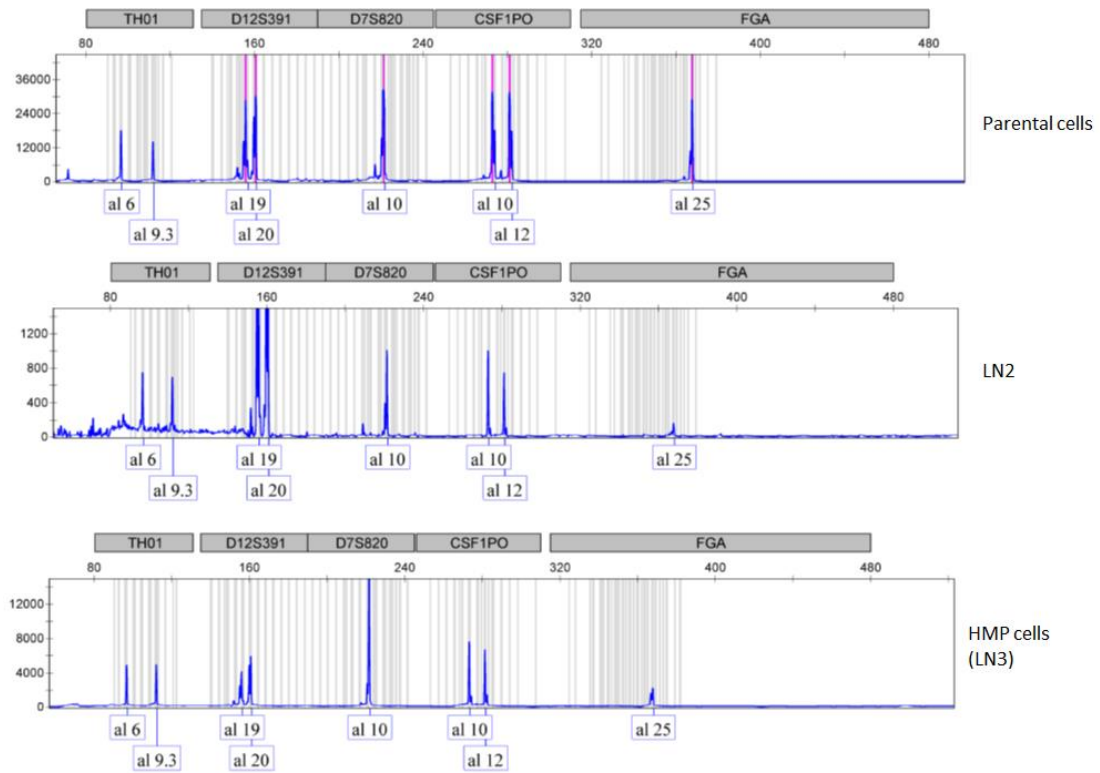 TH01 D12S391 D7S820 CSF1PO FGA
80 160 240 320 400 480
36000
24000
12000
0
Parental cells
al 6 al 19 al 10 al 10 al 25
al 9.3 al 20 al 12
TH01 D12S391 D7S820 CSF1PO FGA
80 160 240 320 400 480
1200
800
400
0
LN2
al 6 al 19 al 10 al 10 al 25
al 9.3 al 20 al 12
TH01 D12S391 D7S820 CSF1PO FGA
80 160 240 320 400 480
12000
8000
4000
0
HMP cells
(LN3)
al 6 al 19 al 10 al 10 al 25
al 9.3 al 20 al 12